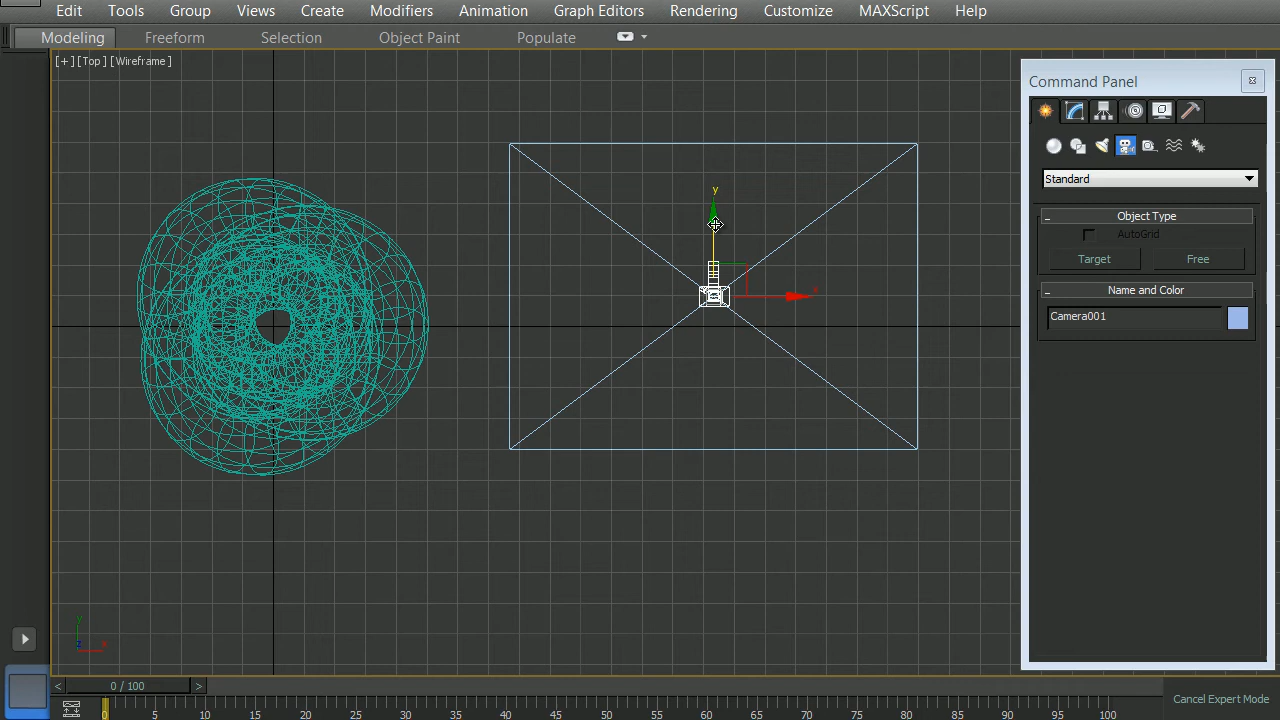 Edit Tools Group Views Create Modifiers Animation Graph Editors Rendering Customize MAXScript Help
Modeling Freeform Selection Object Paint Populate
[+] [Top] [Wireframe]
Command Panel
Standard
Object Type
AutoGrid
Target Free
Name and Color
Camera001
y
x
y
z x
< 0 / 100 >
0 5 10 15 20 25 30 35 40 45 50 55 60 65 70 75 80 85 90 95 100
Cancel Expert Mode